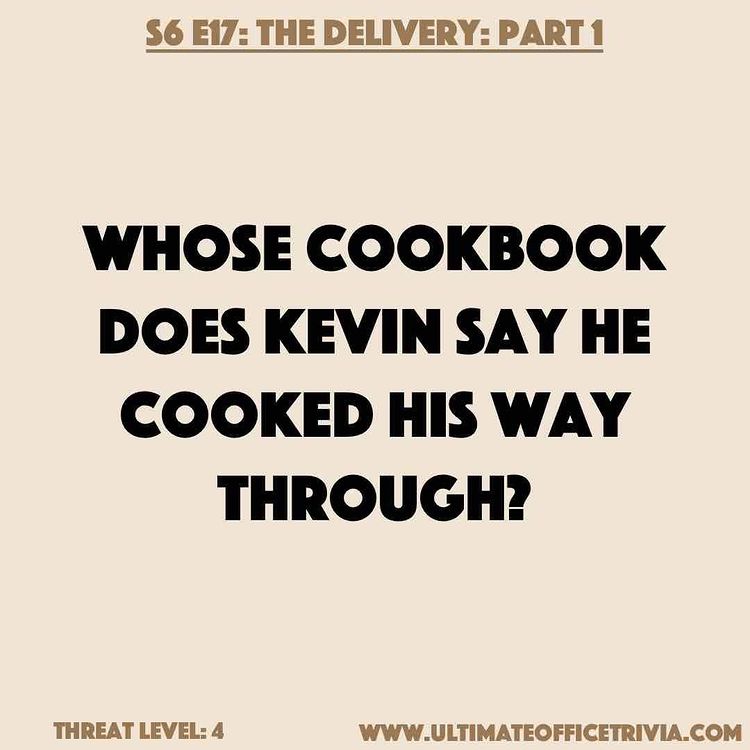 S6 E17: THE DELIVERY: PART 1
WHOSE COOKBOOK
DOES KEVIN SAY HE
COOKED HIS WAY
THROUGH?
THREAT LEVEL: 4
WWW.ULTIMATEOFFICETRIVIA.COM